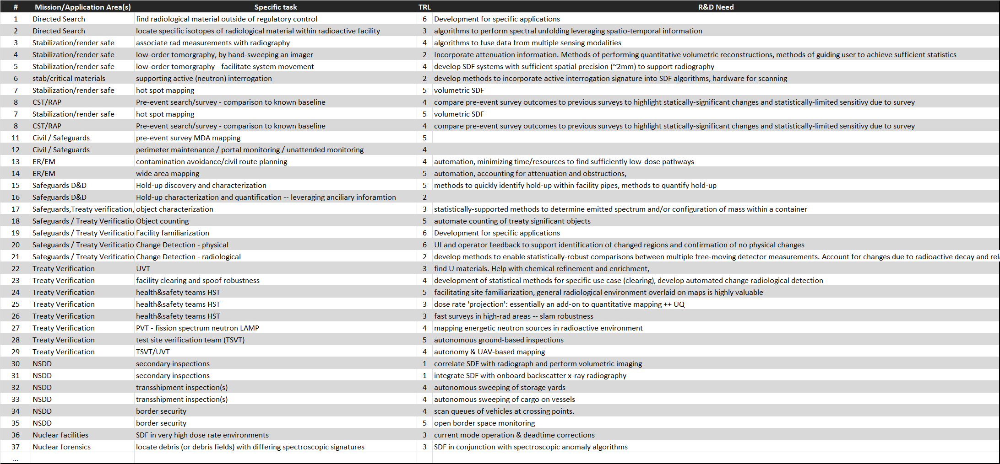 # Mission/Application Area(s) Specific task TRL R&D Need
1 Directed Search find radiological material outside of regulatory control 6 Development for specific applications
2 Directed Search locate specific isotopes of radiological material within radioactive facility 3 algorithms to perform spectral unfolding leveraging spatio-temporal information
3 Stabilization/render safe associate rad measurements with radiography 4 algorithms to fuse data from multiple sensing modalities
4 Stabilization/render safe low-order tomorgraphy, by hand-sweeping an imager 2 Incorporate attenuation information. Methods of performing quantitative volumetric reconstructions, methods of guiding user to achieve sufficient statistics
5 Stabilization/render safe low-order tomorgraphy - facilitate system movement 4 develop SDF systems with sufficient spatial precision (~2mm) to support radiography
6 stab/critical materials supporting active (neutron) interrogation 2 develop methods to incorporate active interrogation signature into SDF algorithms, hardware for scanning
7 Stabilization/render safe hot spot mapping 5 volumetric SDF
8 CST/RAP Pre-event search/survey - comparison to known baseline 4 compare pre-event survey outcomes to previous surveys to highlight statically-significant changes and statistically-limited sensitivy due to survey
7 Stabilization/render safe hot spot mapping 5 volumetric SDF
8 CST/RAP Pre-event search/survey - comparison to known baseline 4 compare pre-event survey outcomes to previous surveys to highlight statically-significant changes and statistically-limited sensitivy due to survey
11 Civil / Safeguards pre-event survey MDA mapping 5
12 Civil / Safeguards perimeter maintenance / portal monitoring / unattended monitoring 4
13 ER/EM contamination avoidance/civil route planning 4 automation, minimizing time/resources to find sufficiently low-dose pathways
14 ER/EM wide area mapping 5 automation, accounting for attenuation and obstructions,
15 Safeguards D&D Hold-up discovery and characterization 5 methods to quickly identify hold-up within facility pipes, methods to quantify hold-up
16 Safeguards D&D Hold-up characterization and quantification -- leveraging anciliary inforamtion 2
17 Safeguards,Treaty verification, object characterization 3 statistically-supported methods to determine emitted spectrum and/or configuration of mass within a container
18 Safeguards / Treaty Verificatio Object counting 5 automate counting of treaty significant objects
19 Safeguards / Treaty Verificatio Facility familiarization 6 Development for specific applications
20 Safeguards / Treaty Verificatio Change Detection - physical 6 UI and operator feedback to support identification of changed regions and confirmation of no physical changes
21 Safeguards / Treaty Verificatio Change Detection - radiological 2 develop methods to enable statistically-robust comparisons between multiple free-moving detector measurements. Account for changes due to radioactive decay and rela
22 Treaty Verification UVT 3 find U materials. Help with chemical refinement and enrichment,
23 Treaty Verification facility clearing and spoof robustness 4 development of statistical methods for specific use case (clearing), develop automated change radiological detection
24 Treaty Verification health&safety teams HST 5 facilitating site familiarization, general radiological environment overlaid on maps is highly valuable
25 Treaty Verification health&safety teams HST 3 dose rate 'projection': essentially an add-on to quantitative mapping ++ UQ
26 Treaty Verification health&safety teams HST 3 fast surveys in high-rad areas -- slam robustness
27 Treaty Verification PVT - fission spectrum neutron LAMP 4 mapping energetic neutron sources in radioactive environment
28 Treaty Verification test site verification team (TSVT) 5 autonomous ground-based inspections
29 Treaty Verification TSVT/UVT 4 autonomy & UAV-based mapping
30 NSDD secondary inspections 1 correlate SDF with radiograph and perform volumetric imaging
31 NSDD secondary inspections 1 integrate SDF with onboard backscatter x-ray radiography
32 NSDD transshipment inspection(s) 4 autonomous sweeping of storage yards
33 NSDD transshipment inspection(s) 4 autonomous sweeping of cargo on vessels
34 NSDD border security 4 scan queues of vehicles at crossing points.
35 NSDD border security 5 open border space monitoring
36 Nuclear facilities SDF in very high dose rate environments 3 current mode operation & deadtime corrections
37 Nuclear forensics locate debris (or debris fields) with differing spectroscopic signatures 3 SDF in conjunction with spectroscopic anomaly algorithms
...